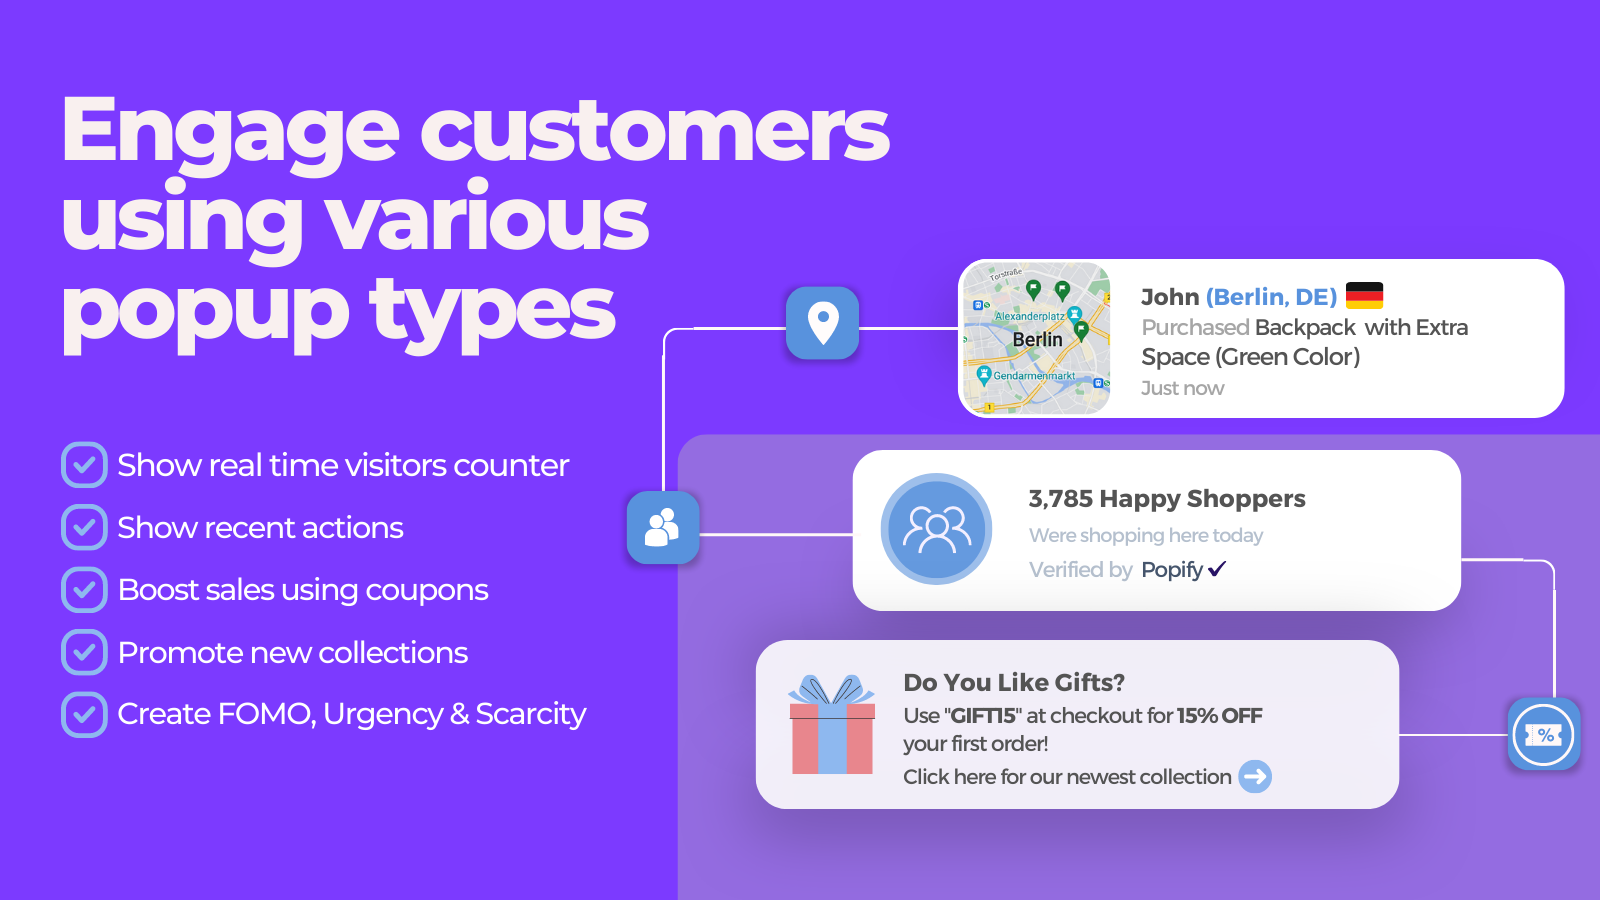 Engage customers
using various
popup types
Show real time visitors counter
Show recent actions
Boost sales using coupons
Promote new collections
Create FOMO, Urgency & Scarcity
Torstraße
Alexanderplatz
Berlin
Gendarmenmarkt
1
John (Berlin, DE)
Purchased Backpack with Extra
Space (Green Color)
Just now
3,785 Happy Shoppers
Were shopping here today
Verified by Popify
Do You Like Gifts?
Use "GIFT15" at checkout for 15% OFF
your first order!
Click here for our newest collection
%